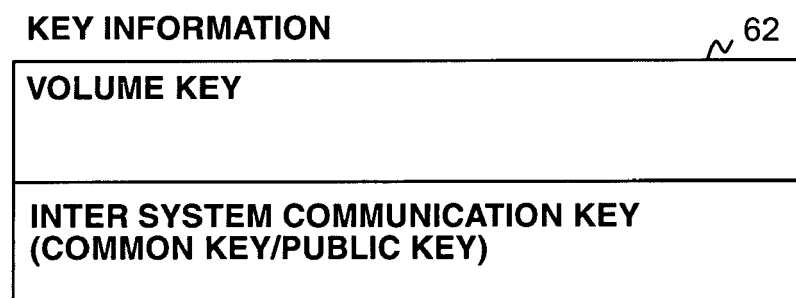 KEY INFORMATION
62
VOLUME KEY
INTER SYSTEM COMMUNICATION KEY
(COMMON KEY/PUBLIC KEY)